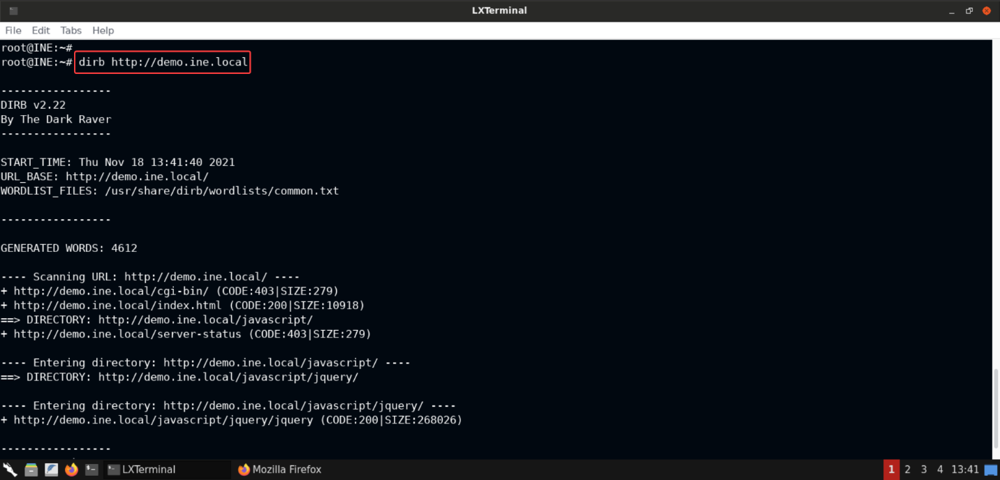 LXTerminal
File Edit Tabs Help
root@INE:~#
root@INE:~# dirb http://demo.ine.local
-----------------
DIRB v2.22
By The Dark Raver
-----------------
START_TIME: Thu Nov 18 13:41:40 2021
URL_BASE: http://demo.ine.local/
WORDLIST_FILES: /usr/share/dirb/wordlists/common.txt
-----------------
GENERATED WORDS: 4612
---- Scanning URL: http://demo.ine.local/ ----
+ http://demo.ine.local/cgi-bin/ (CODE:403|SIZE:279)
+ http://demo.ine.local/index.html (CODE:200|SIZE:10918)
==> DIRECTORY: http://demo.ine.local/javascript/
+ http://demo.ine.local/server-status (CODE:403|SIZE:279)
---- Entering directory: http://demo.ine.local/javascript/ ----
==> DIRECTORY: http://demo.ine.local/javascript/jquery/
---- Entering directory: http://demo.ine.local/javascript/jquery/ ----
+ http://demo.ine.local/javascript/jquery/jquery (CODE:200|SIZE:268026)
-----------------
LXTerminal Mozilla Firefox 1 2 3 4 13:41